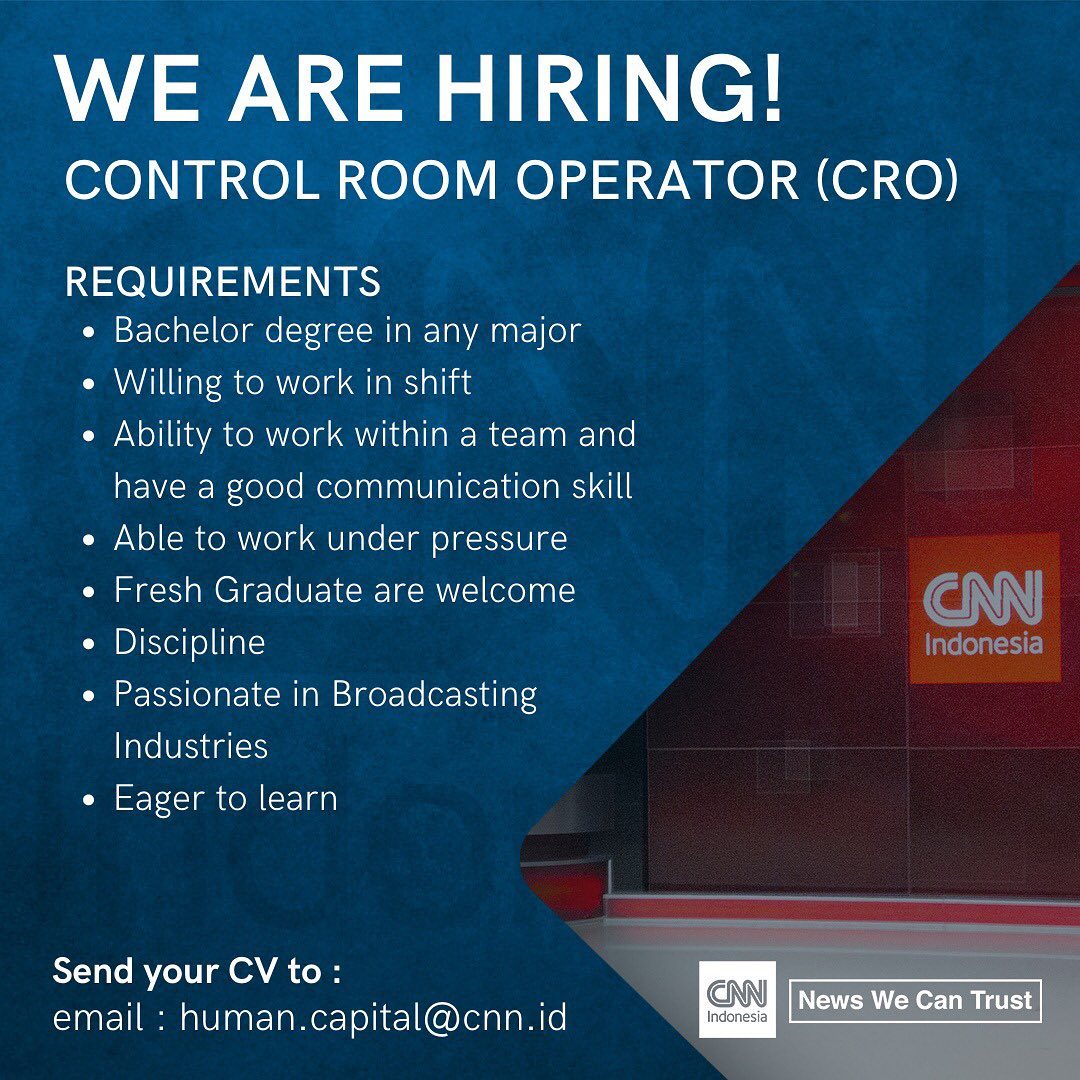 WE ARE HIRING!
CONTROL ROOM OPERATOR (CRO)
REQUIREMENTS
• Bachelor degree in any major
• Willing to work in shift
• Ability to work within a team and
have a good communication skill
• Able to work under pressure
• Fresh Graduate are welcome
• Discipline
• Passionate in Broadcasting
Industries
• Eager to learn
CNN
Indonesia
Send your CV to :
email : human.capital@cnn.id
CNN
Indonesia
News We Can Trust